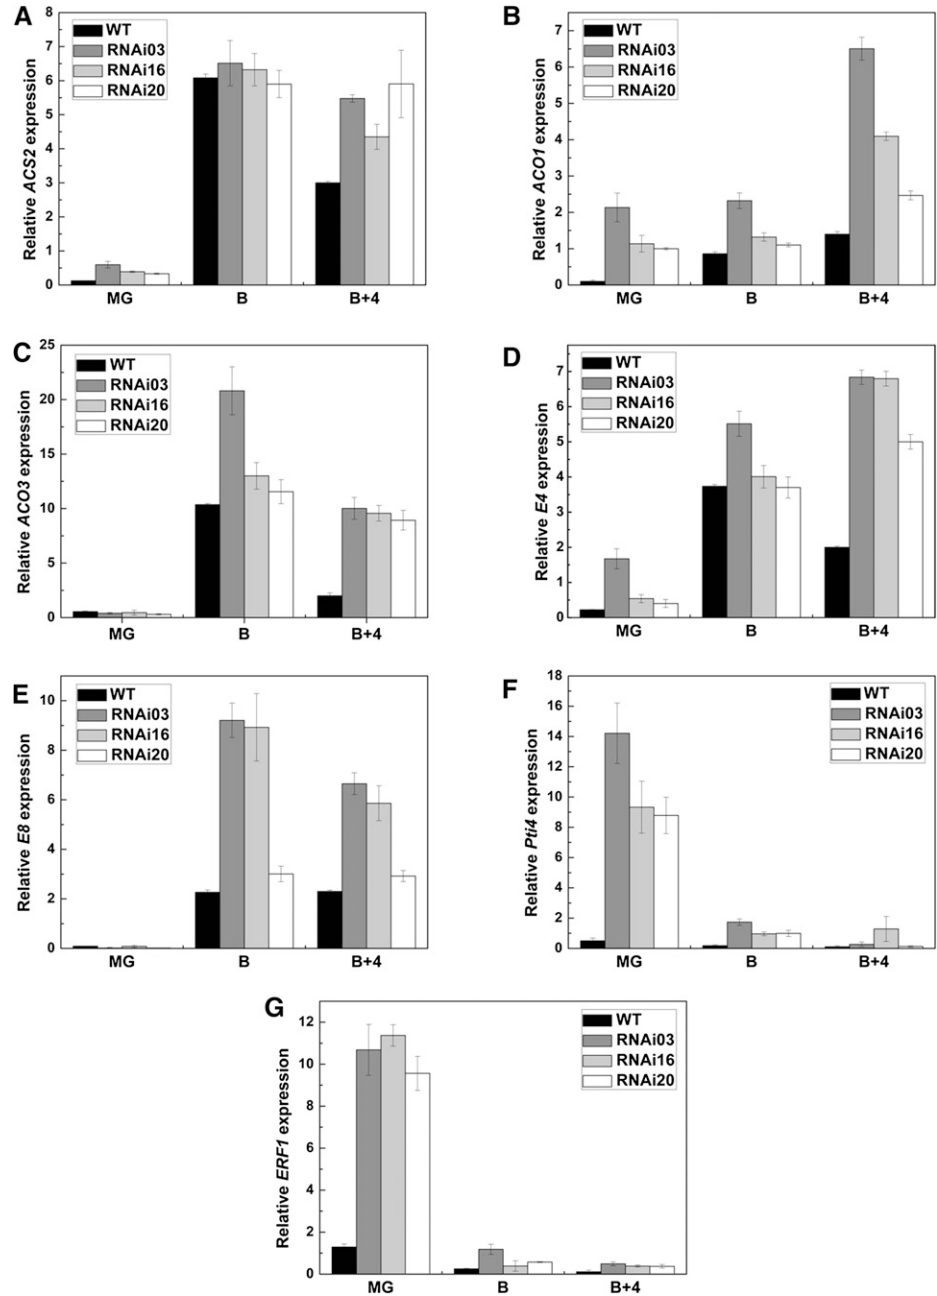 A
WT
RNAi03
RNAi16
RNAi20
Relative ACS2 expression
8
7
6
5
4
3
2
1
0
MG B B+4
B
WT
RNAi03
RNAi16
RNAi20
Relative ACO1 expression
7
6
5
4
3
2
1
0
MG B B+4
C
WT
RNAi03
RNAi16
RNAi20
Relative ACO3 expression
25
20
15
10
5
0
MG B B+4
D
WT
RNAi03
RNAi16
RNAi20
Relative E4 expression
7
6
5
4
3
2
1
0
MG B B+4
E
WT
RNAi03
RNAi16
RNAi20
Relative E8 expression
10
8
6
4
2
0
MG B B+4
F
WT
RNAi03
RNAi16
RNAi20
Relative Pti4 expression
18
16
14
12
10
8
6
4
2
0
MG B B+4
G
WT
RNAi03
RNAi16
RNAi20
Relative ERF1 expression
12
10
8
6
4
2
0
MG B B+4